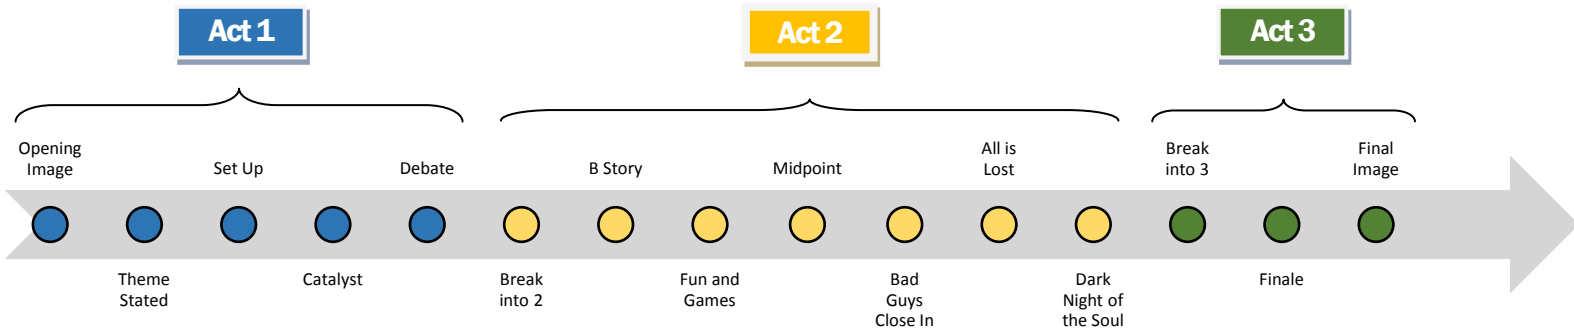 Act 1
Act 2
Act 3
Opening
Image
Theme
Stated
Set Up
Catalyst
Debate
Break
into 2
B Story
Fun and
Games
Midpoint
Bad
Guys
Close In
All is
Lost
Dark
Night of
the Soul
Break
into 3
Finale
Final
Image